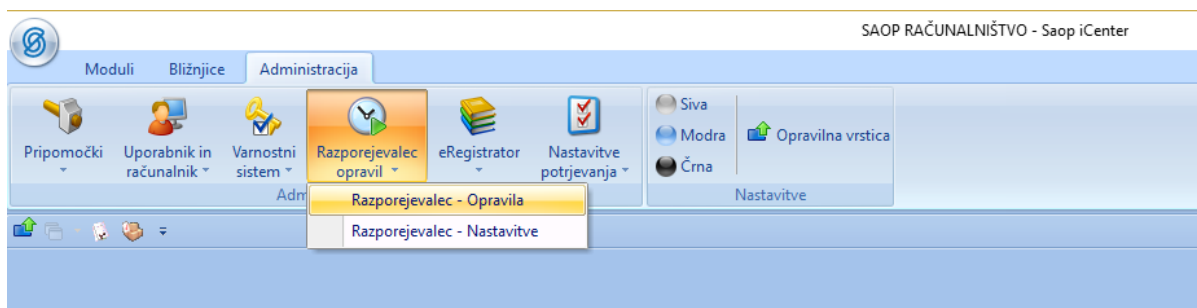 SAOP RAČUNALNIŠTVO - Saop iCenter
Moduli Bližnjice Administracija
Pripomočki
Uporabnik in
računalnik
Varnostni
sistem
Razporejevalec
opravil
eRegistrator
Nastavitve
potrjevanja
Siva
Modra
Črna
Opravilna vrstica
Adm
Nastavitve
Razporejevalec - Opravila
Razporejevalec - Nastavitve